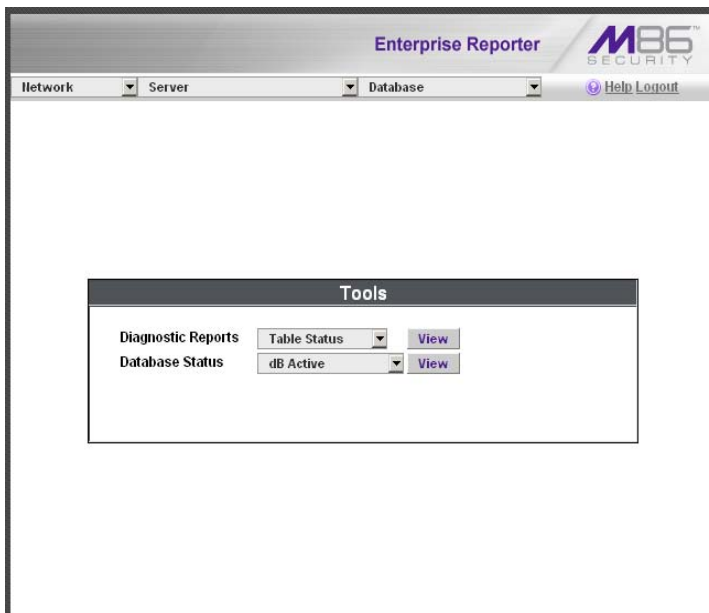 Enterprise Reporter
M86™
SECURITY
Network Server Database Help Logout
Tools
Diagnostic Reports Table Status View
Database Status dB Active View